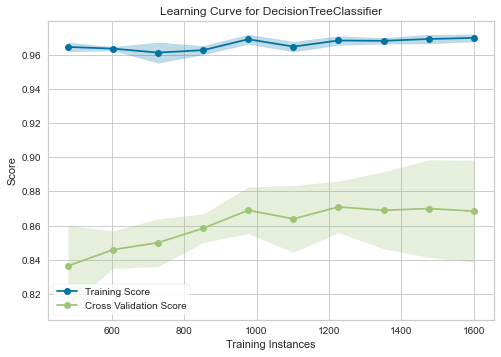 Learning Curve for DecisionTreeClassifier
0.96
0.94
0.92
0.90
0.88
0.86
0.84
0.82
Score
Training Score
Cross Validation Score
600 800 1000 1200 1400 1600
Training Instances